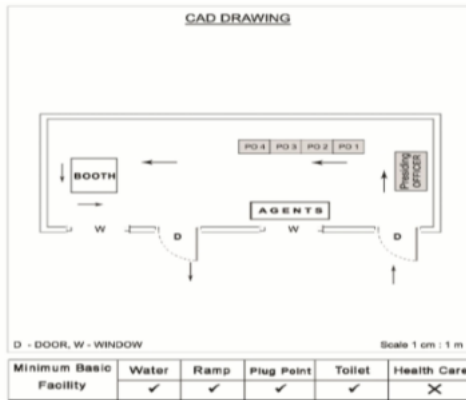 CAD DRAWING
PO 4 PO 3 PO 2 PO 1
Presiding
OFFICER
BOOTH
AGENTS
W D W D
D - DOOR, W - WINDOW Scale 1 cm : 1 m
Minimum Basic Facility Water Ramp Plug Point Toilet Health Care
✓ ✓ ✓ ✓ ✕